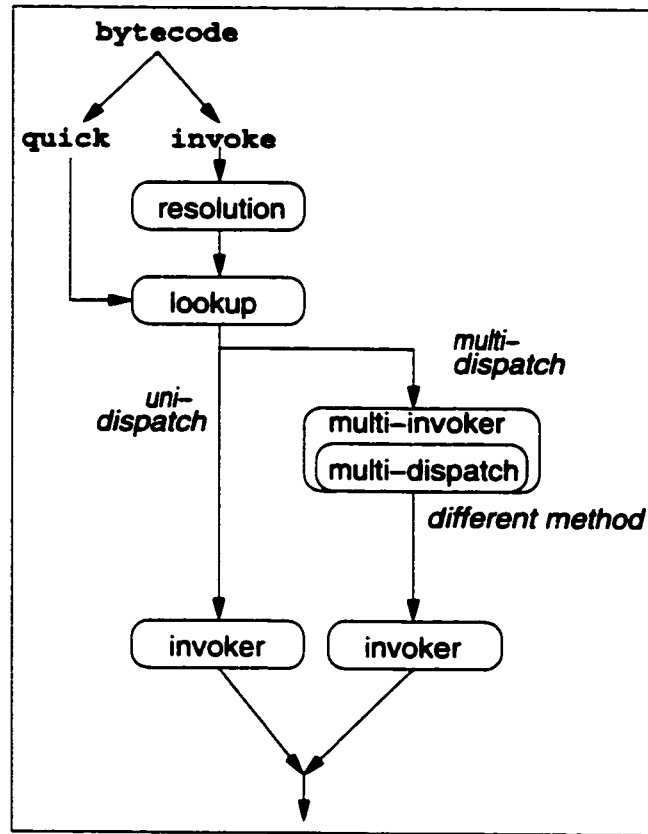 bytecode
quick
invoke
resolution
lookup
multi-
dispatch
uni-
dispatch
multi-invoker
multi-dispatch
different method
invoker
invoker